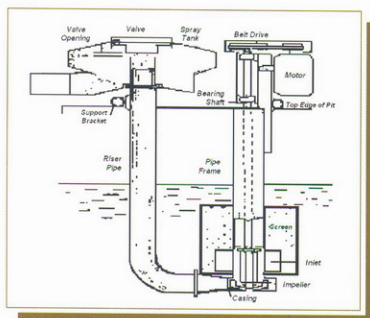 Valve
Opening
Valve
Spray
Tank
Belt Drive
Motor
Bearing
Shaft
Top Edge of Pit
Support
Bracket
Riser
Pipe
Pipe
Frame
Screen
Inlet
Impeller
Casing